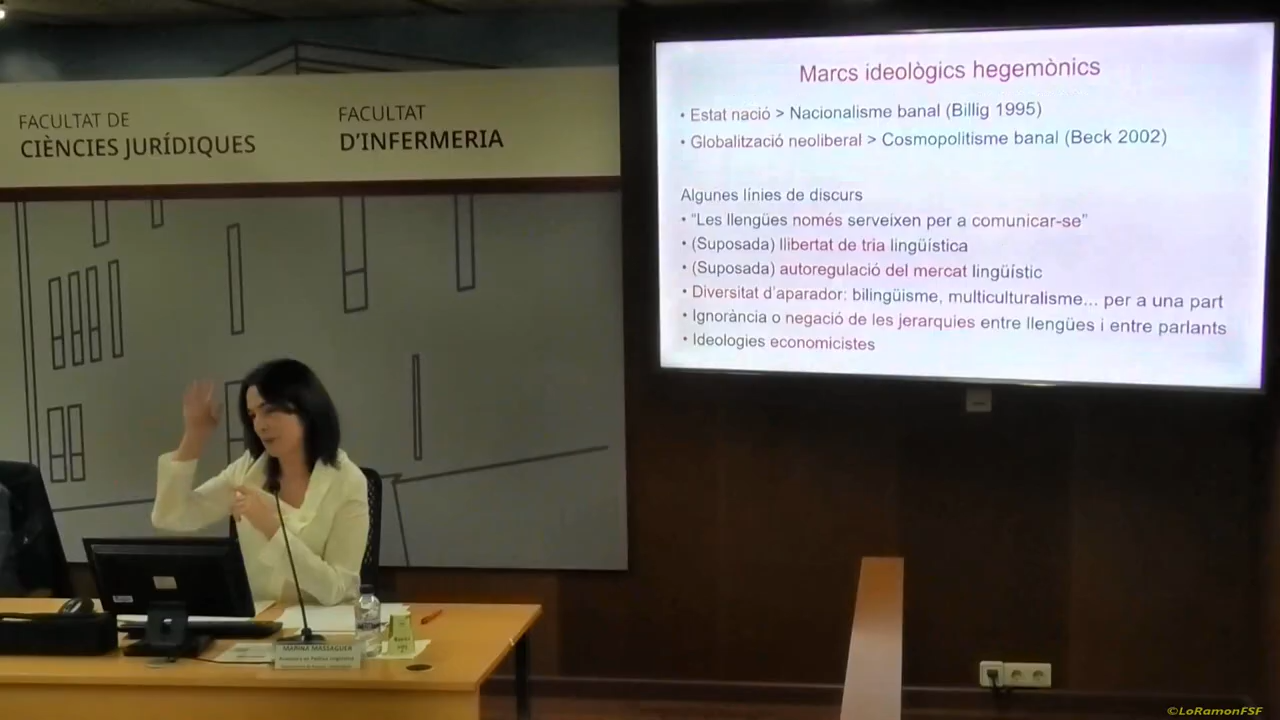 FACULTAT DE
CIÈNCIES JURÍDIQUES
FACULTAT
D'INFERMERIA
Marcs ideològics hegemònics
• Estat nació > Nacionalisme banal (Billig 1995)
• Globalització neoliberal > Cosmopolitisme banal (Beck 2002)
Algunes línies de discurs
• "Les llengües només serveixen per a comunicar-se"
• (Suposada) llibertat de tria lingüística
• (Suposada) autoregulació del mercat lingüístic
• Diversitat d'aparador: bilingüisme, multiculturalisme... per a una part
• Ignorància o negació de les jerarquies entre llengües i entre parlants
• Ideologies economicistes
MARINA MASSAGUER
©LoRamonFSF